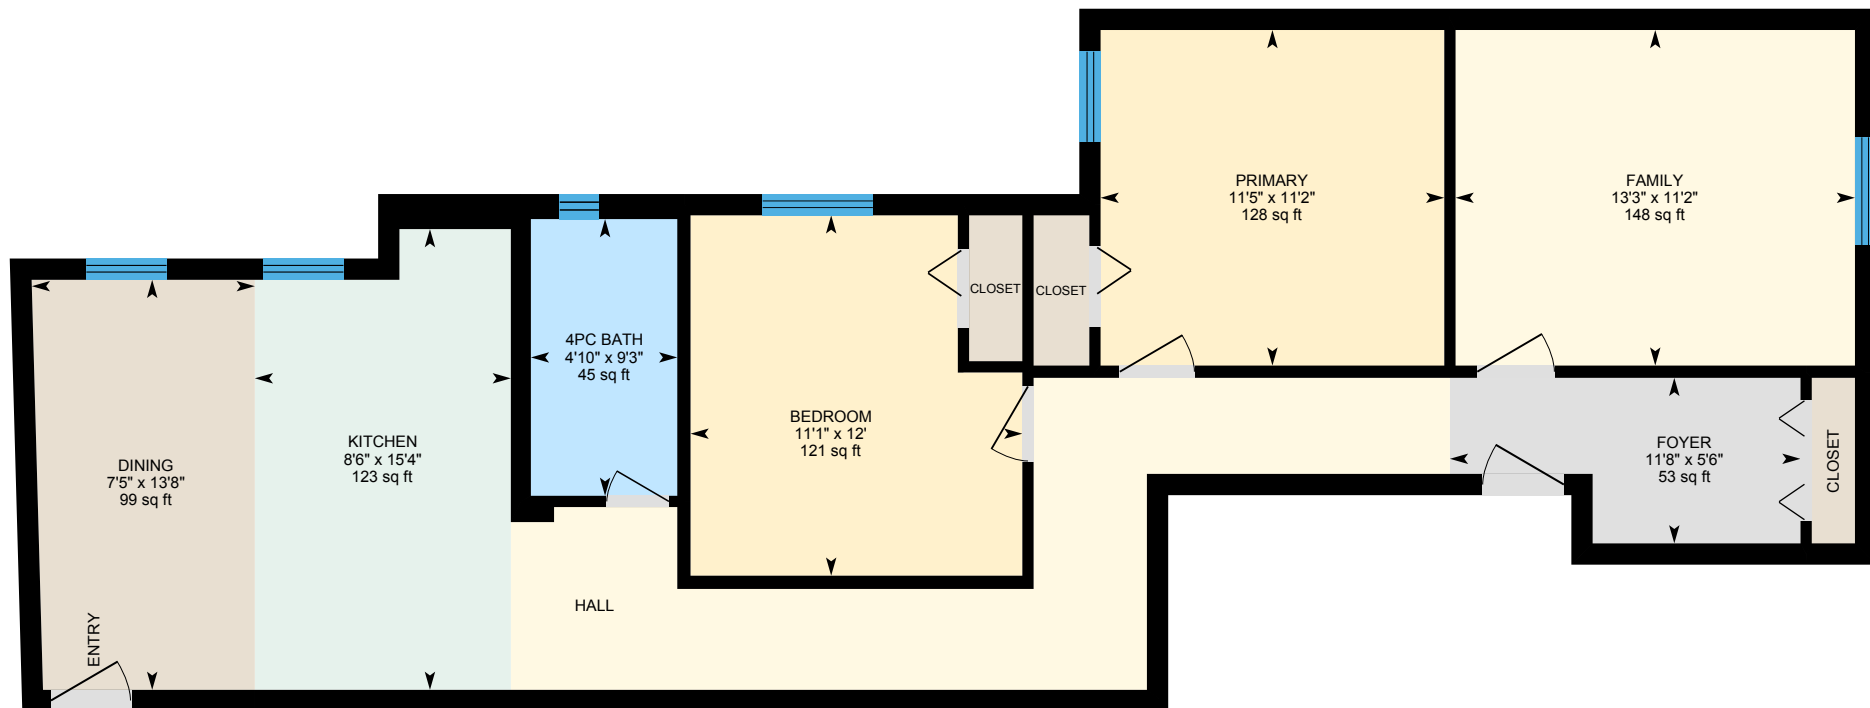 PRIMARY
11'5" x 11'2"
128 sq ft
FAMILY
13'3" x 11'2"
148 sq ft
CLOSET
CLOSET
4PC BATH
4'10" x 9'3"
45 sq ft
BEDROOM
11'1" x 12'
121 sq ft
KITCHEN
8'6" x 15'4"
123 sq ft
DINING
7'5" x 13'8"
99 sq ft
FOYER
11'8" x 5'6"
53 sq ft
CLOSET
HALL
ENTRY